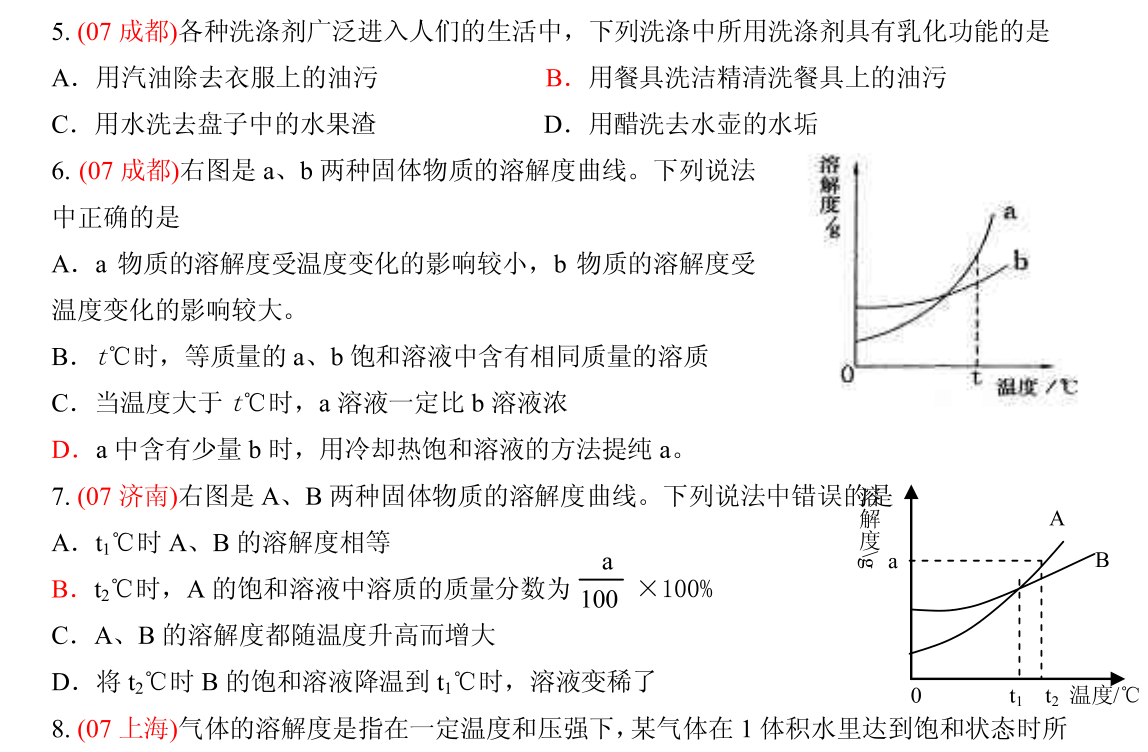 5. (07 成都)各种洗涤剂广泛进入人们的生活中，下列洗涤中所用洗涤剂具有乳化功能的是
A．用汽油除去衣服上的油污 B．用餐具洗洁精清洗餐具上的油污
C．用水洗去盘子中的水果渣 D．用醋洗去水壶的水垢
6. (07 成都)右图是 a、b 两种固体物质的溶解度曲线。下列说法
中正确的是
A．a 物质的溶解度受温度变化的影响较小，b 物质的溶解度受
温度变化的影响较大。
B．t℃时，等质量的 a、b 饱和溶液中含有相同质量的溶质
C．当温度大于 t℃时，a 溶液一定比 b 溶液浓
D．a 中含有少量 b 时，用冷却热饱和溶液的方法提纯 a。
溶解度/g
a
b
0
t
温度/℃
7. (07 济南)右图是 A、B 两种固体物质的溶解度曲线。下列说法中错误的是
A．t₁℃时 A、B 的溶解度相等
B．t₂℃时，A 的饱和溶液中溶质的质量分数为 a/100 ×100%
C．A、B 的溶解度都随温度升高而增大
D．将 t₂℃时 B 的饱和溶液降温到 t₁℃时，溶液变稀了
溶解度/g
A
a
B
0 t₁ t₂ 温度/℃
8. (07 上海)气体的溶解度是指在一定温度和压强下，某气体在 1 体积水里达到饱和状态时所